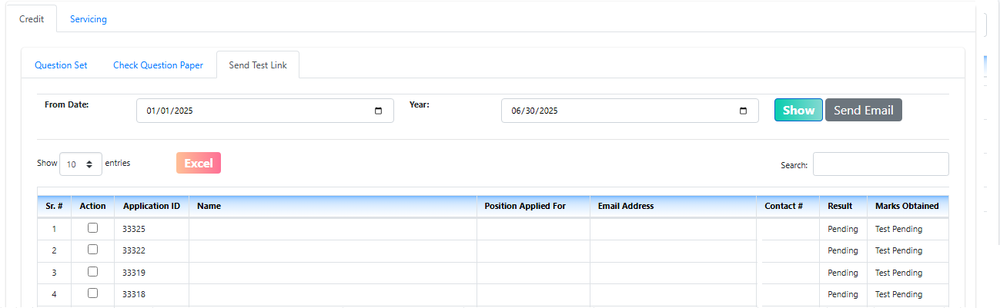 Credit Servicing
Question Set Check Question Paper Send Test Link
From Date: 01/01/2025 Year: 06/30/2025 Show Send Email
Show 10 entries Excel Search:
Sr. # Action Application ID Name Position Applied For Email Address Contact # Result Marks Obtained
1 33325 Pending Test Pending
2 33322 Pending Test Pending
3 33319 Pending Test Pending
4 33318 Pending Test Pending